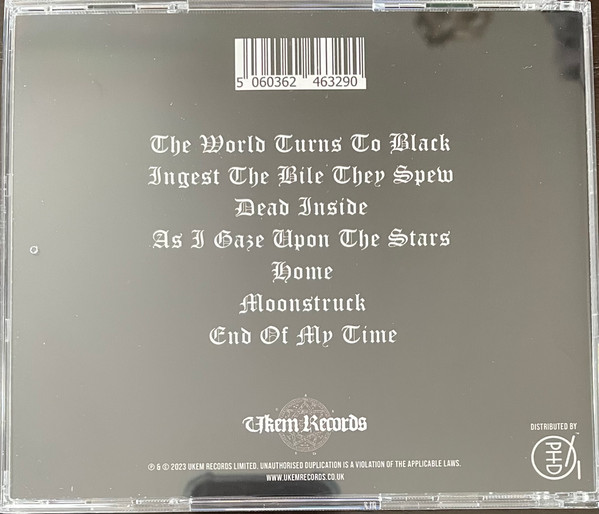 5 060362 463290
The World Turns To Black
Ingest The Bile They Spew
Dead Inside
As I Gaze Upon The Stars
Home
Moonstruck
End Of My Time
Ukem Records
DISTRIBUTED BY
PHD
℗ & © 2023 UKEM RECORDS LIMITED. UNAUTHORISED DUPLICATION IS A VIOLATION OF THE APPLICABLE LAWS.
WWW.UKEMRECORDS.CO.UK